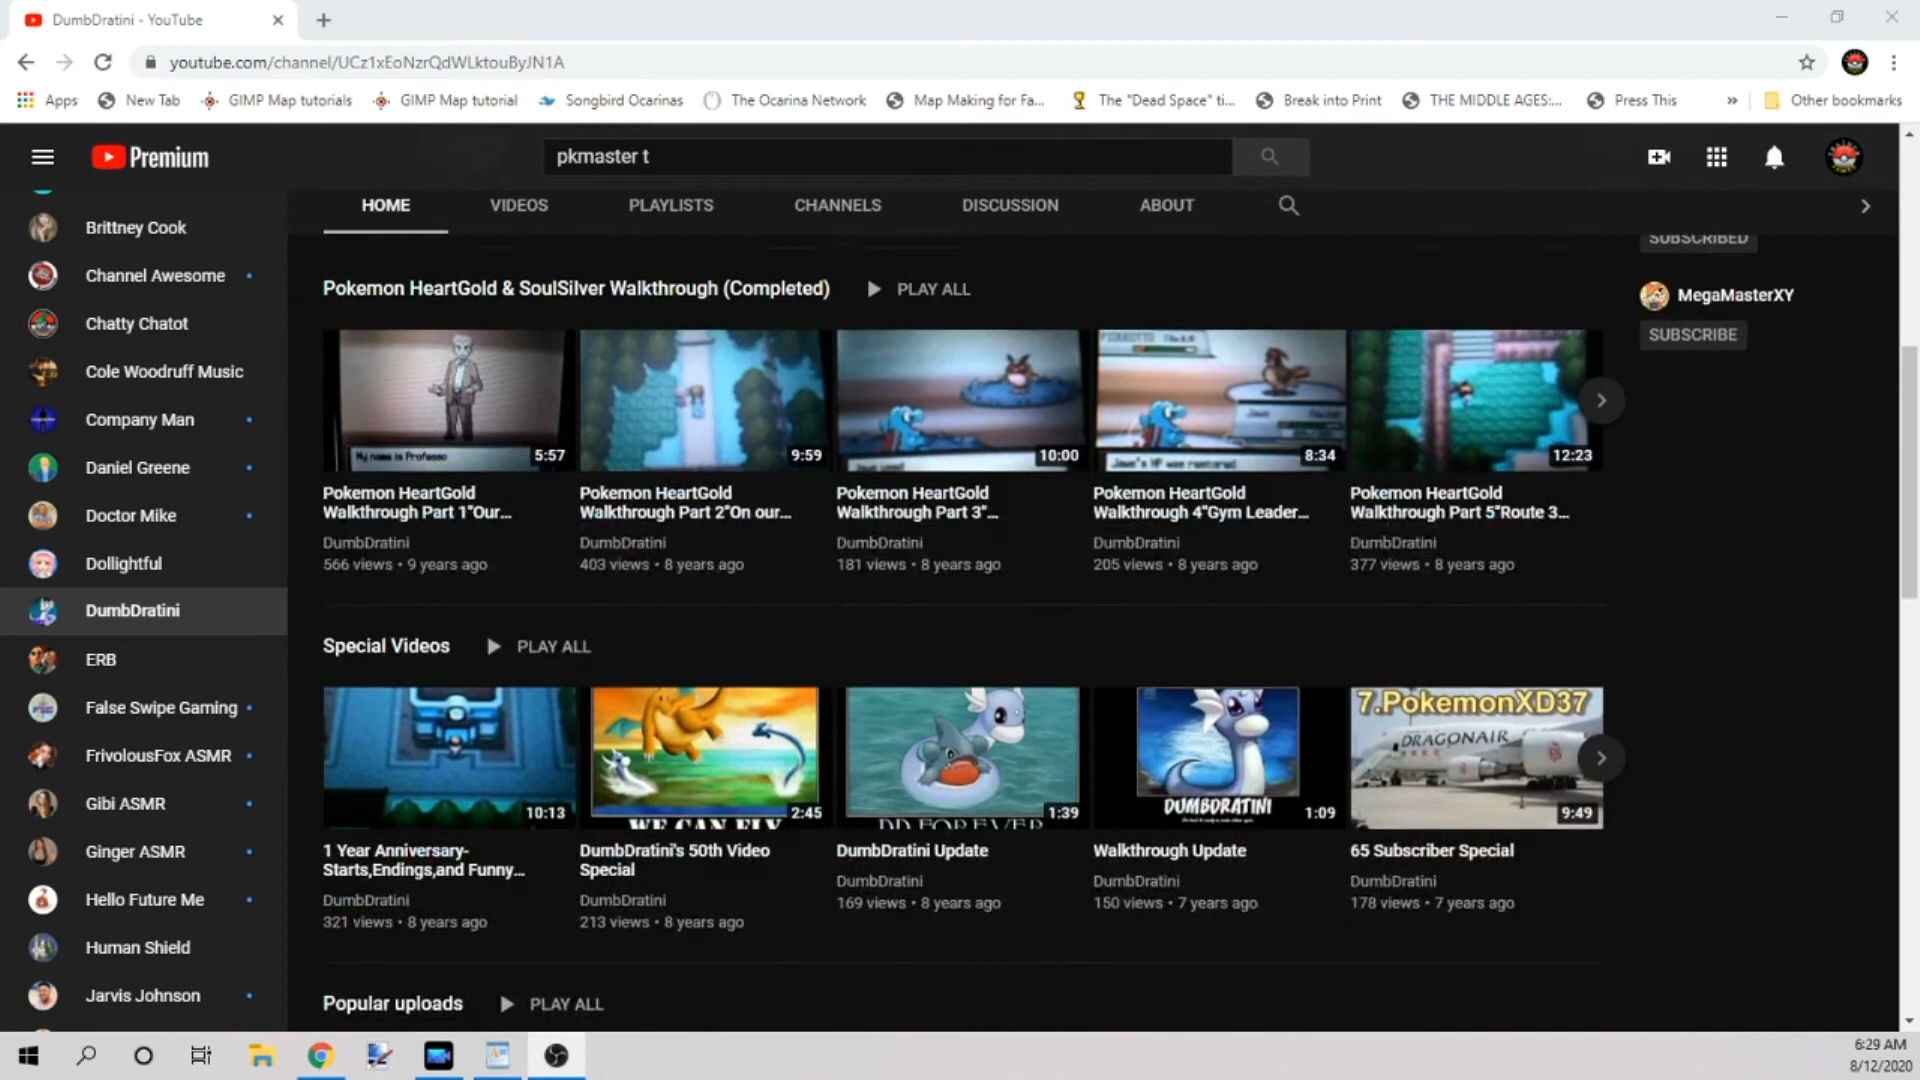 DumbDratini - YouTube
youtube.com/channel/UCz1xEoNzrQdWLktouByJN1A
Apps New Tab GIMP Map tutorials GIMP Map tutorial Songbird Ocarinas The Ocarina Network Map Making for Fa... The "Dead Space" ti... Break into Print THE MIDDLE AGES:... Press This » Other bookmarks
Premium
pkmaster t
HOME VIDEOS PLAYLISTS CHANNELS DISCUSSION ABOUT
Brittney Cook
Channel Awesome
Chatty Chatot
Cole Woodruff Music
Company Man
Daniel Greene
Doctor Mike
Dollightful
DumbDratini
ERB
False Swipe Gaming
FrivolousFox ASMR
Gibi ASMR
Ginger ASMR
Hello Future Me
Human Shield
Jarvis Johnson
SUBSCRIBED
MegaMasterXY
SUBSCRIBE
Pokemon HeartGold & SoulSilver Walkthrough (Completed) PLAY ALL
My name is Professo
5:57
9:59
10:00
8:34
12:23
Pokemon HeartGold
Walkthrough Part 1"Our...
DumbDratini
566 views • 9 years ago
Pokemon HeartGold
Walkthrough Part 2"On our...
DumbDratini
403 views • 8 years ago
Pokemon HeartGold
Walkthrough Part 3"...
DumbDratini
181 views • 8 years ago
Pokemon HeartGold
Walkthrough 4"Gym Leader...
DumbDratini
205 views • 8 years ago
Pokemon HeartGold
Walkthrough Part 5"Route 3...
DumbDratini
377 views • 8 years ago
Special Videos PLAY ALL
10:13
WE CAN FLY
2:45
DD FOREVER
1:39
DUMBDRATINI
1:09
7.PokemonXD37
DRAGONAIR
9:49
1 Year Anniversary-
Starts,Endings,and Funny...
DumbDratini
321 views • 8 years ago
DumbDratini's 50th Video
Special
DumbDratini
213 views • 8 years ago
DumbDratini Update
DumbDratini
169 views • 8 years ago
Walkthrough Update
DumbDratini
150 views • 7 years ago
65 Subscriber Special
DumbDratini
178 views • 7 years ago
Popular uploads PLAY ALL
6:29 AM
8/12/2020